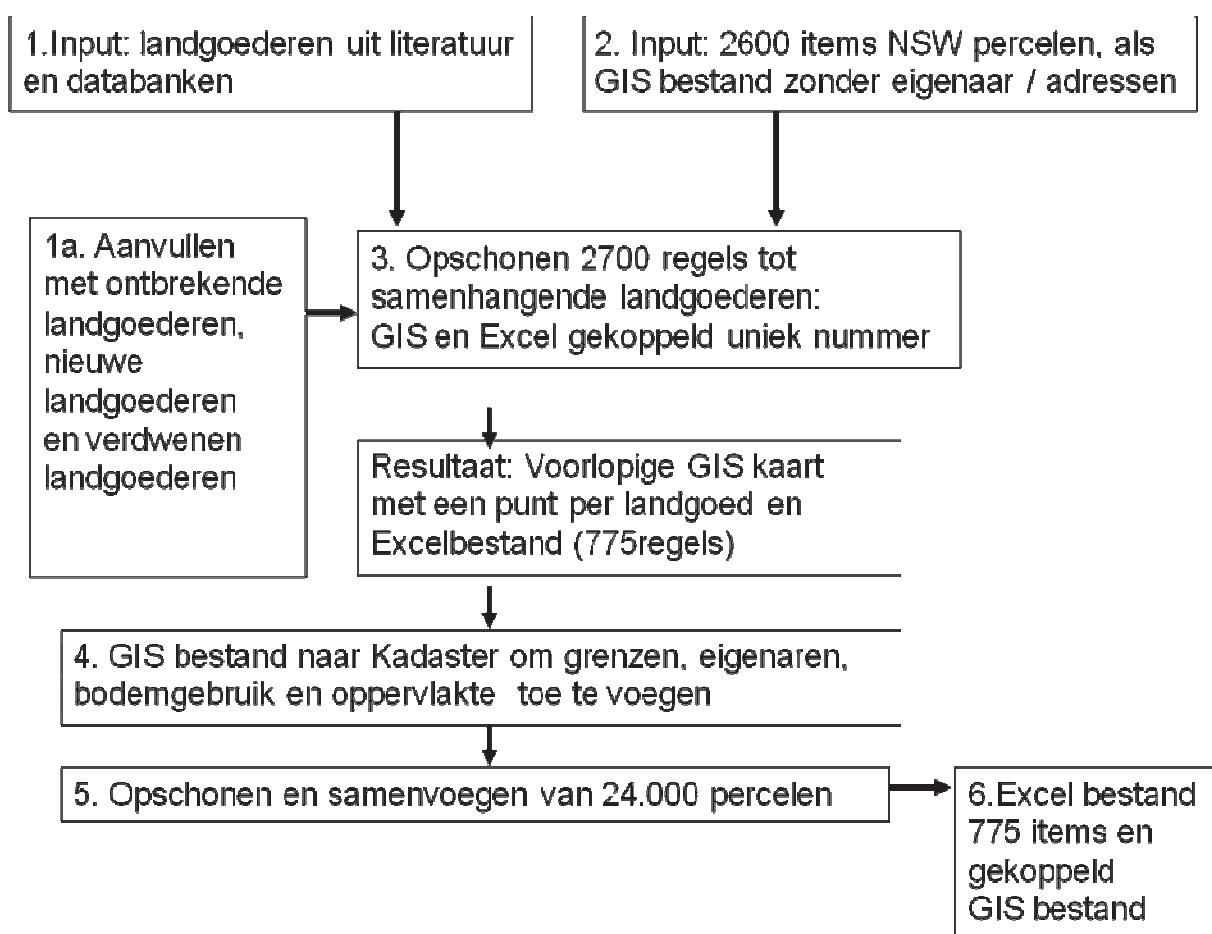 1.Input: landgoederen uit literatuur
en databanken
2. Input: 2600 items NSW percelen, als
GIS bestand zonder eigenaar / adressen
1a. Aanvullen
met ontbrekende
landgoederen,
nieuwe
landgoederen
en verdwenen
landgoederen
3. Opschonen 2700 regels tot
samenhangende landgoederen:
GIS en Excel gekoppeld uniek nummer
Resultaat: Voorlopige GIS kaart
met een punt per landgoed en
Excelbestand (775regels)
4. GIS bestand naar Kadaster om grenzen, eigenaren,
bodemgebruik en oppervlakte toe te voegen
5. Opschonen en samenvoegen van 24.000 percelen
6.Excel bestand
775 items en
gekoppeld
GIS bestand